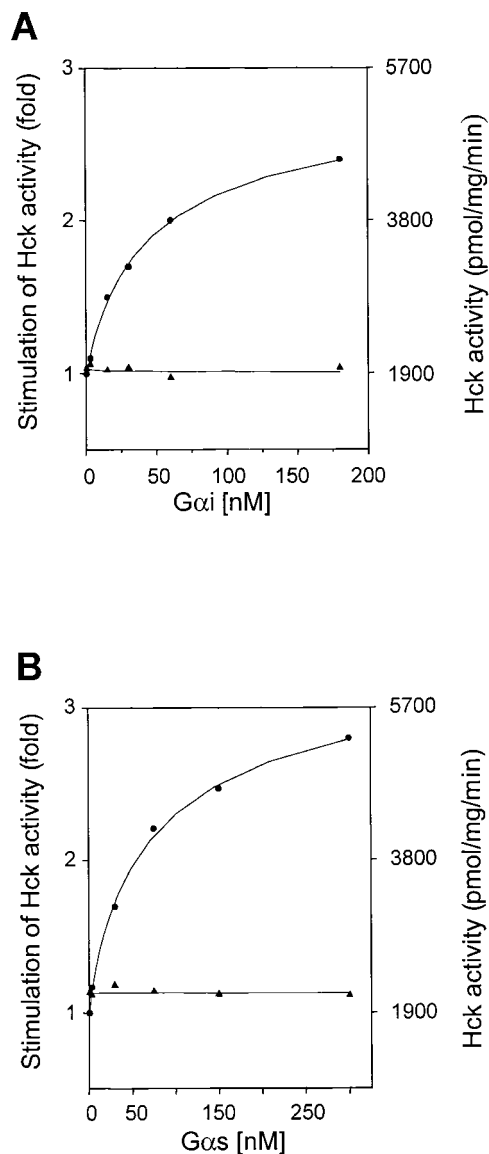 A
Stimulation of Hck activity (fold)
3
2
1
5700
3800
1900
Hck activity (pmol/mg/min)
0 50 100 150 200
Gαi [nM]
B
Stimulation of Hck activity (fold)
3
2
1
5700
3800
1900
Hck activity (pmol/mg/min)
0 50 150 250
Gαs [nM]